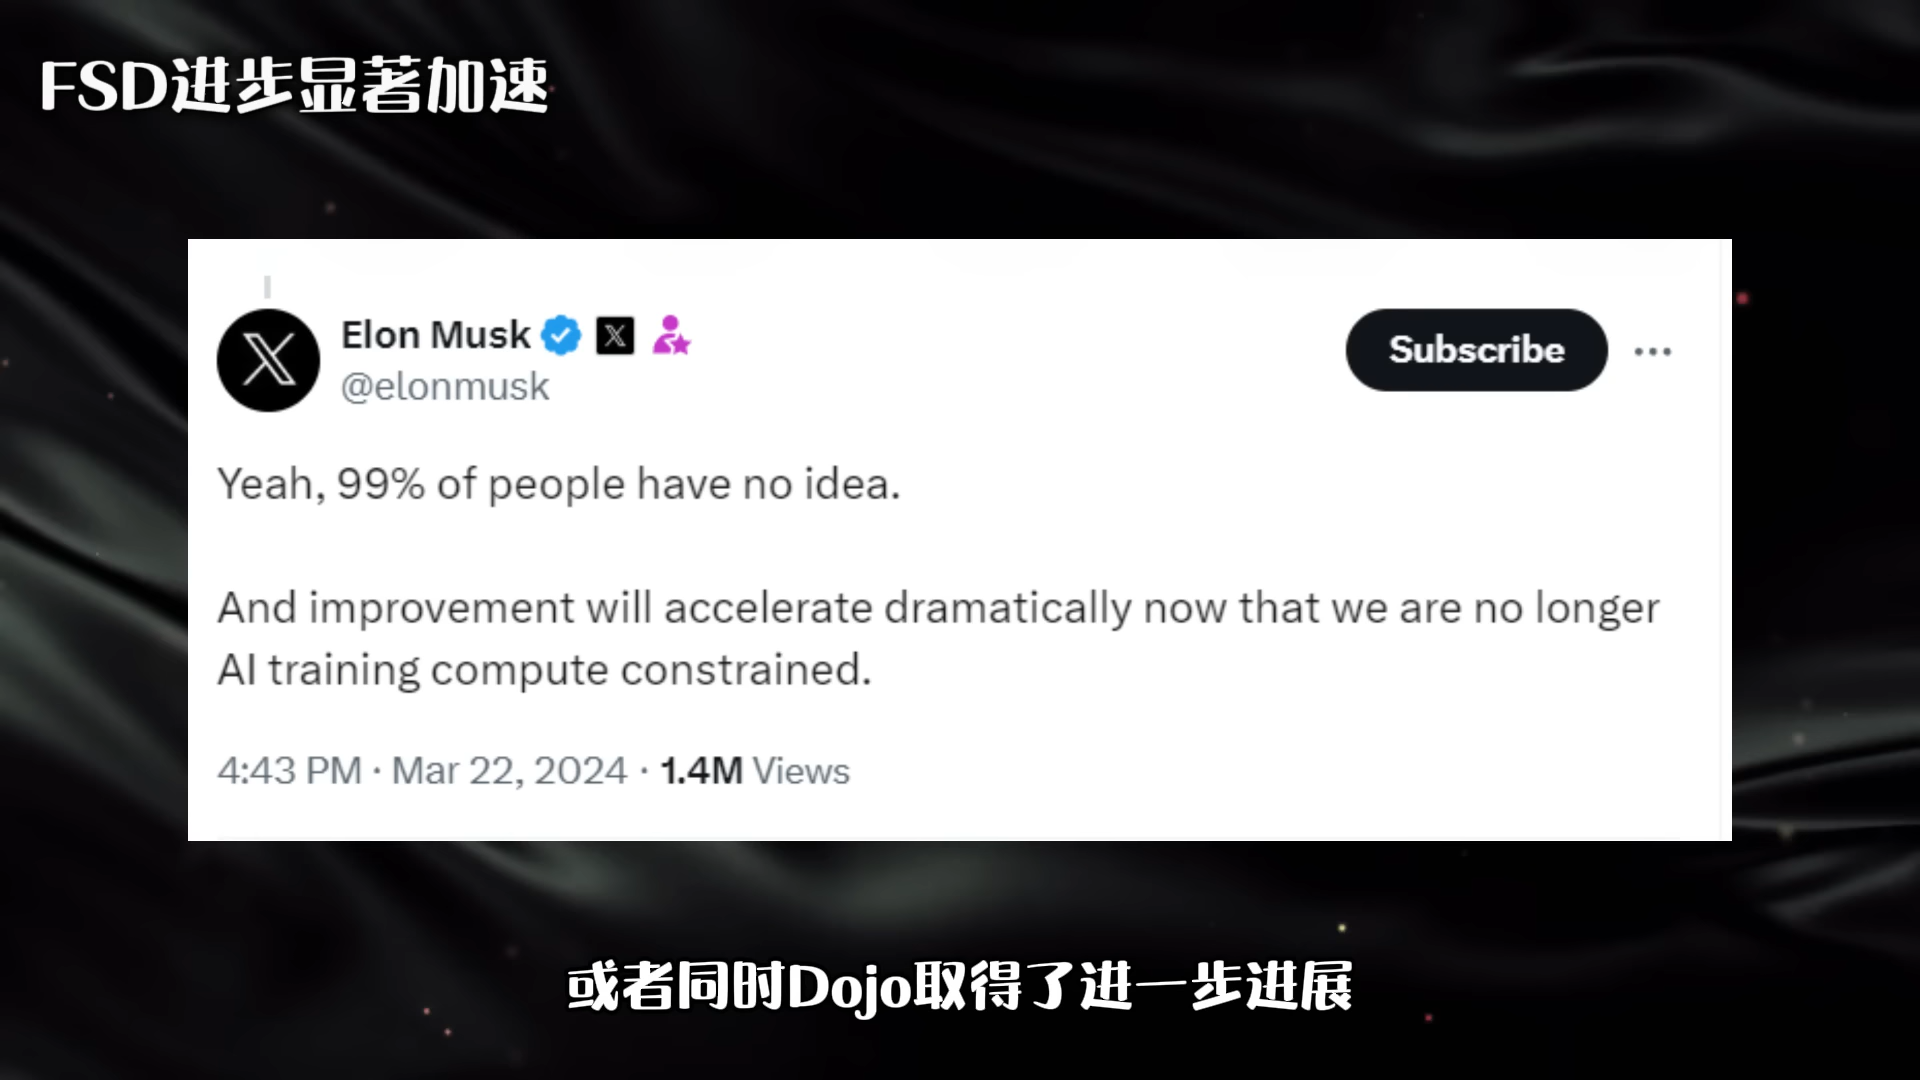 FSD进步显著加速
Elon Musk
@elonmusk
Subscribe
Yeah, 99% of people have no idea.
And improvement will accelerate dramatically now that we are no longer
AI training compute constrained.
4:43 PM · Mar 22, 2024 · 1.4M Views
或者同时Dojo取得了进一步进展